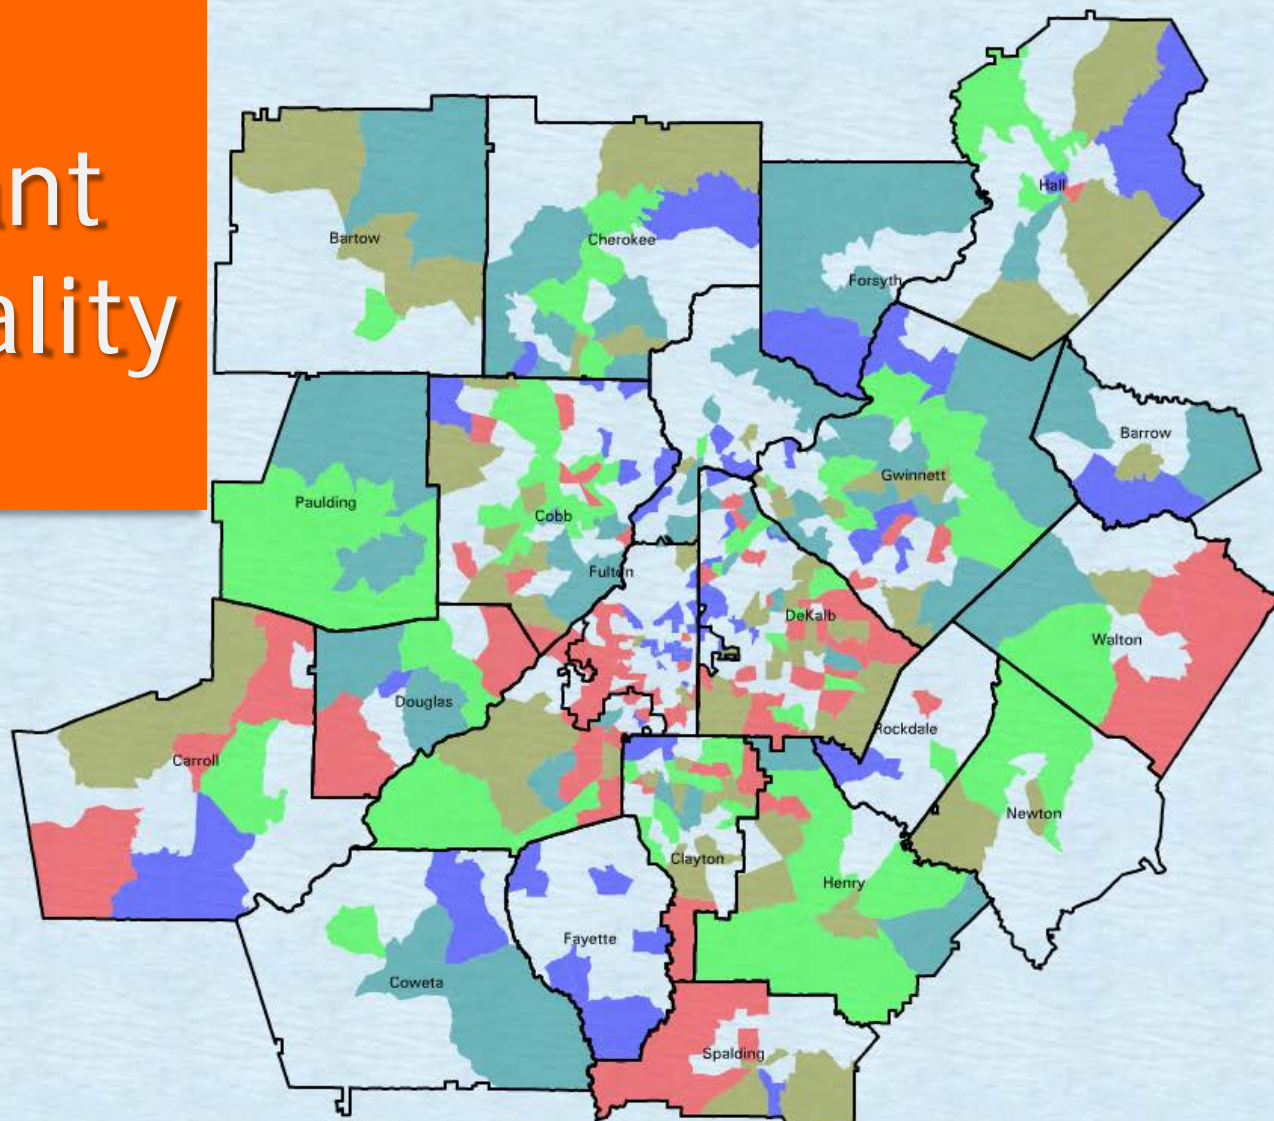 nt
ality
Hall
Bartow
Cherokee
Forsyth
Barrow
Gwinnett
Paulding
Cobb
Fulton
DeKalb
Walton
Douglas
Rockdale
Carroll
Newton
Clayton
Henry
Fayette
Coweta
Spalding